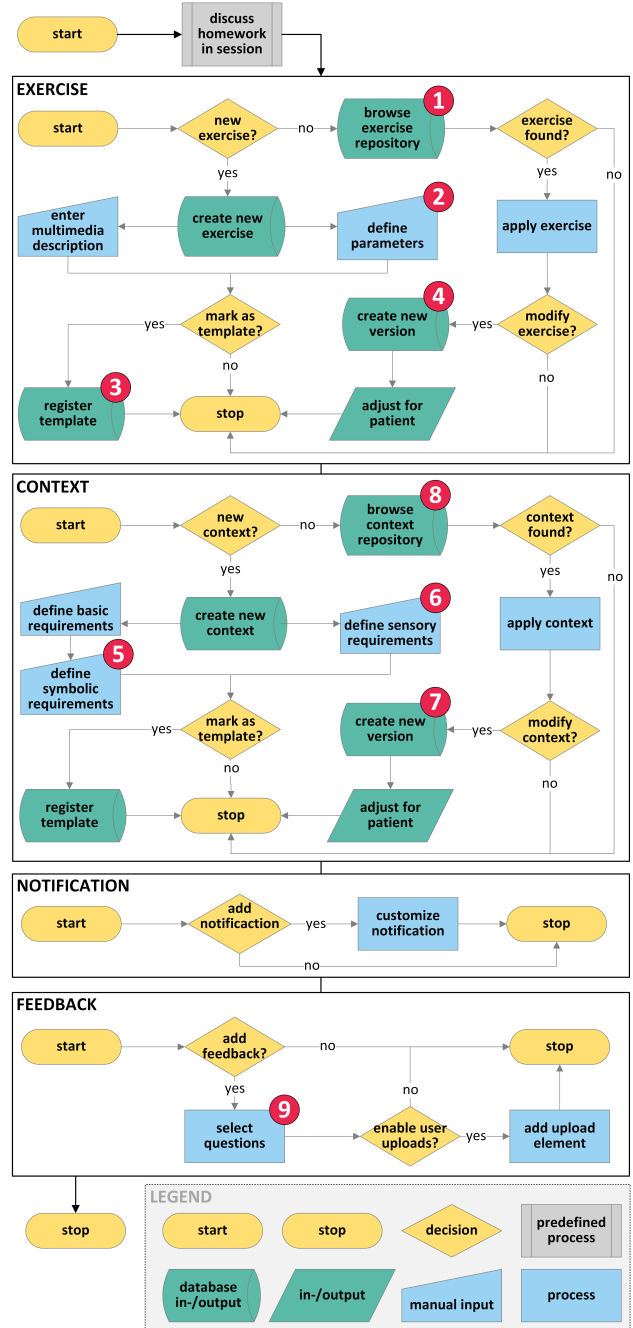 start
discuss
homework
in session
EXERCISE
start
new
exercise?
no
browse
exercise
repository
1
exercise
found?
no
yes
yes
enter
multimedia
description
create new
exercise
define
parameters
2
apply exercise
mark as
template?
yes
no
create new
version
4
yes
modify
exercise?
no
register
template
3
stop
adjust for
patient
CONTEXT
start
new
context?
no
browse
context
repository
8
context
found?
no
yes
yes
define basic
requirements
create new
context
define sensory
requirements
6
apply context
define
symbolic
requirements
5
mark as
template?
yes
no
create new
version
7
yes
modify
context?
no
register
template
stop
adjust for
patient
NOTIFICATION
start
add
notificaction
yes
customize
notification
stop
no
FEEDBACK
start
add
feedback?
no
stop
yes
no
select
questions
9
enable user
uploads?
yes
add upload
element
stop
LEGEND
start
stop
decision
predefined
process
database
in-/output
in-/output
manual input
process